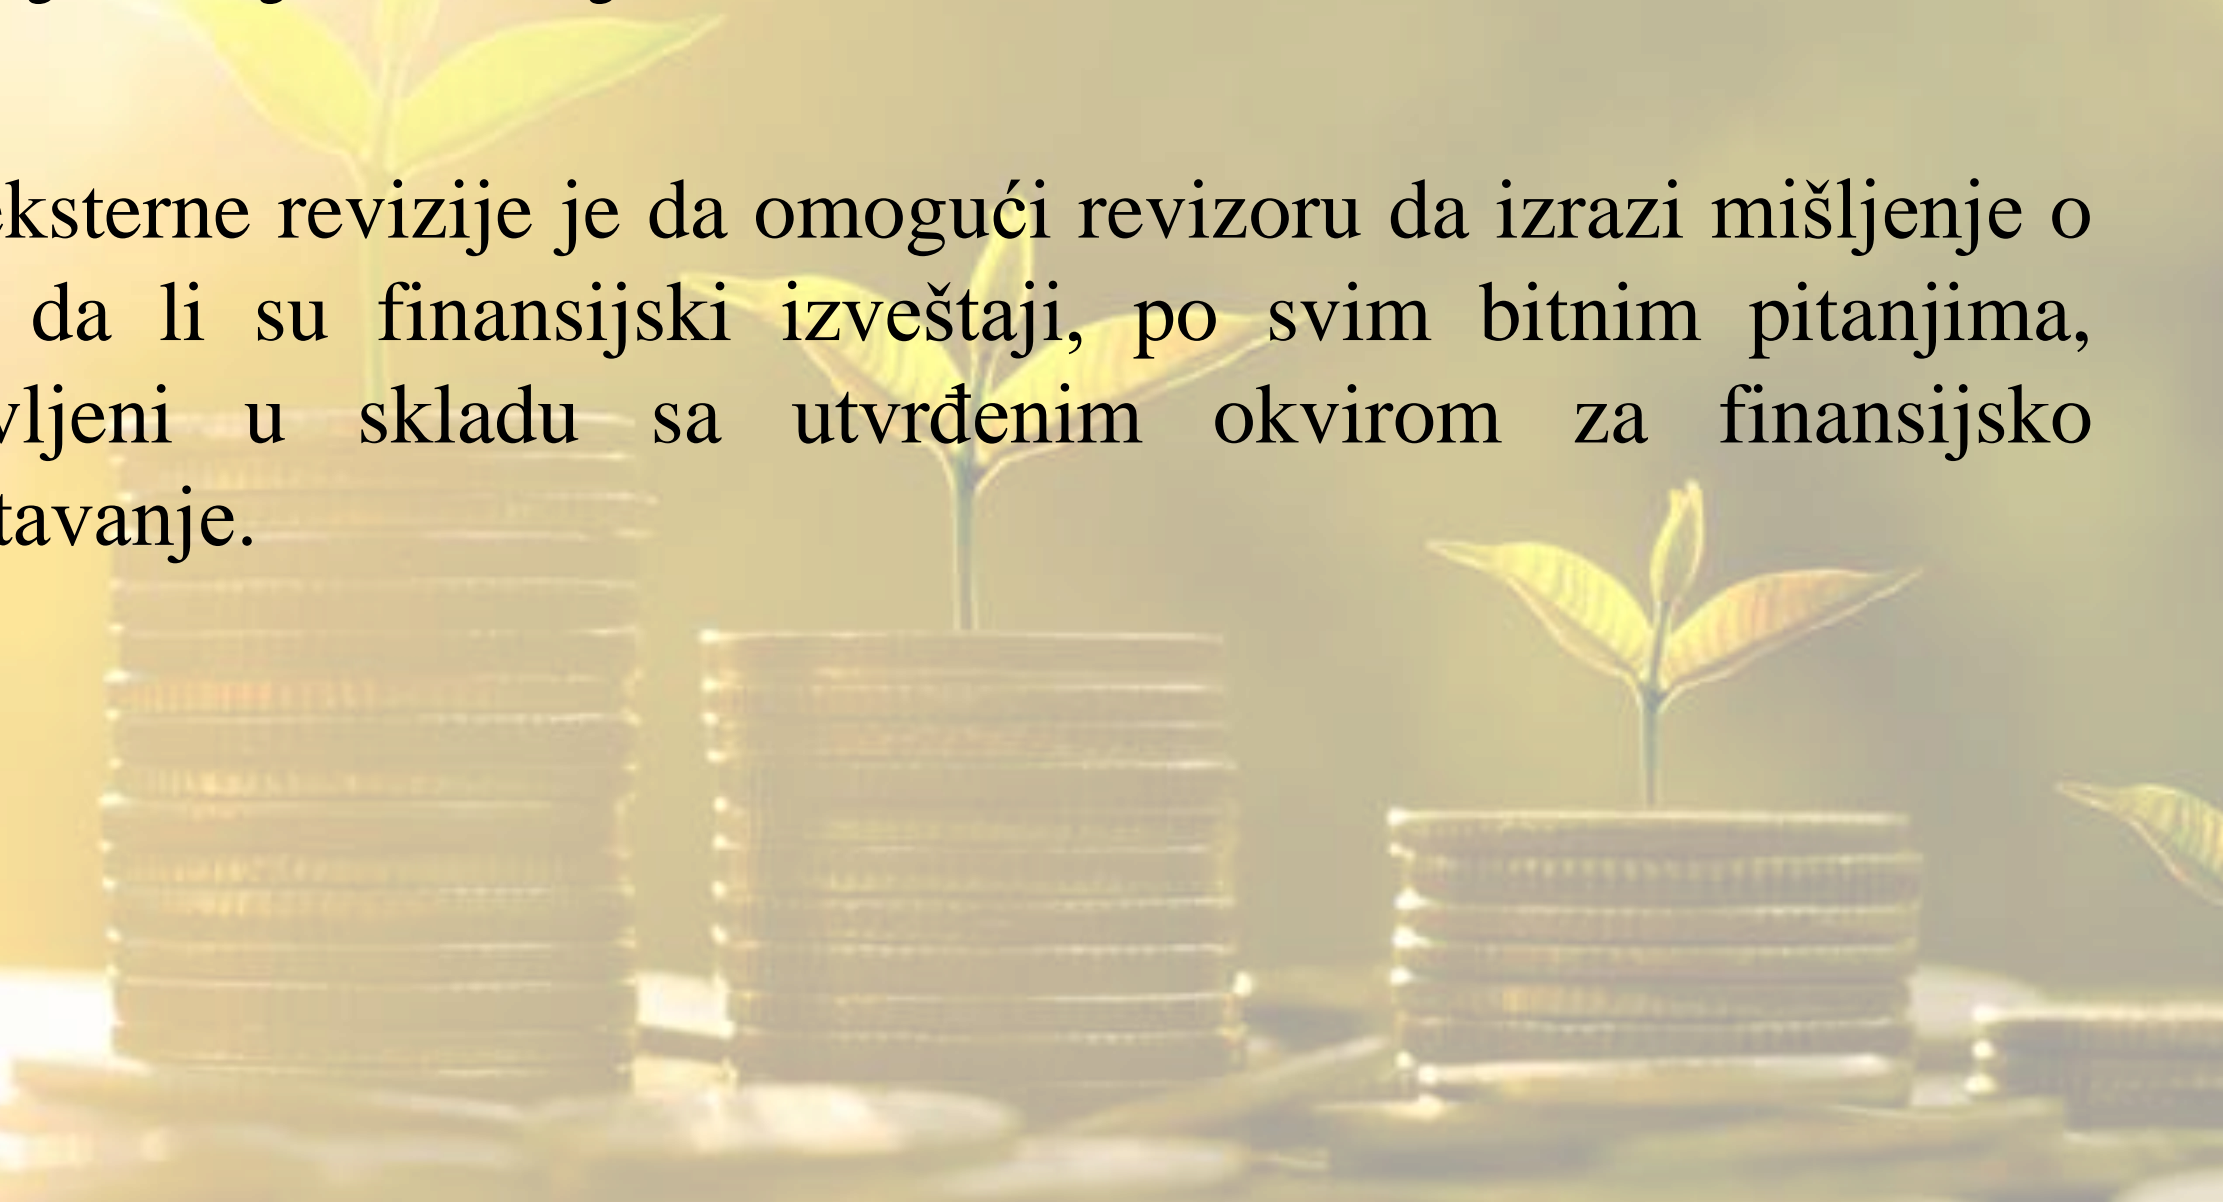 eksterne revizije je da omogući revizoru da izrazi mišljenje o
da li su finansijski izveštaji, po svim bitnim pitanjima,
vljeni u skladu sa utvrđenim okvirom za finansijsko
tavanje.